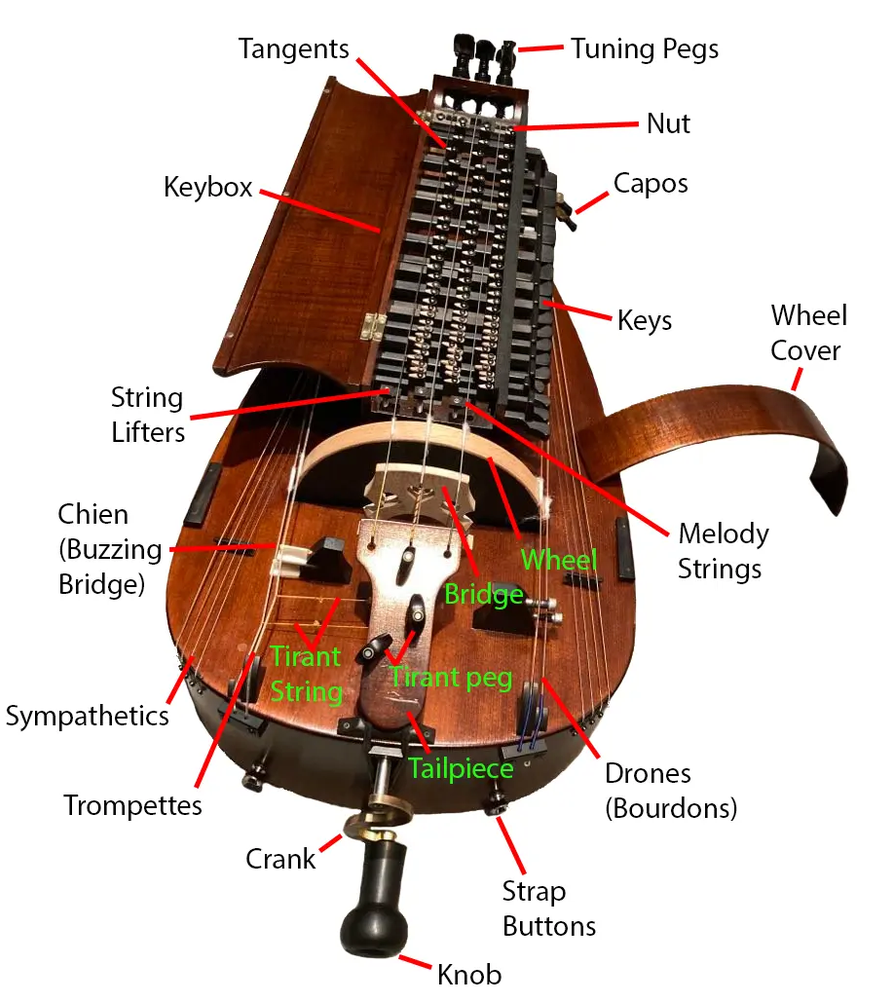 Tangents
Tuning Pegs
Nut
Keybox
Capos
Keys
Wheel
Cover
String
Lifters
Chien
(Buzzing
Bridge)
Melody
Strings
Wheel
Bridge
Tirant
String
Tirant peg
Sympathetics
Tailpiece
Drones
(Bourdons)
Trompettes
Crank
Strap
Buttons
Knob